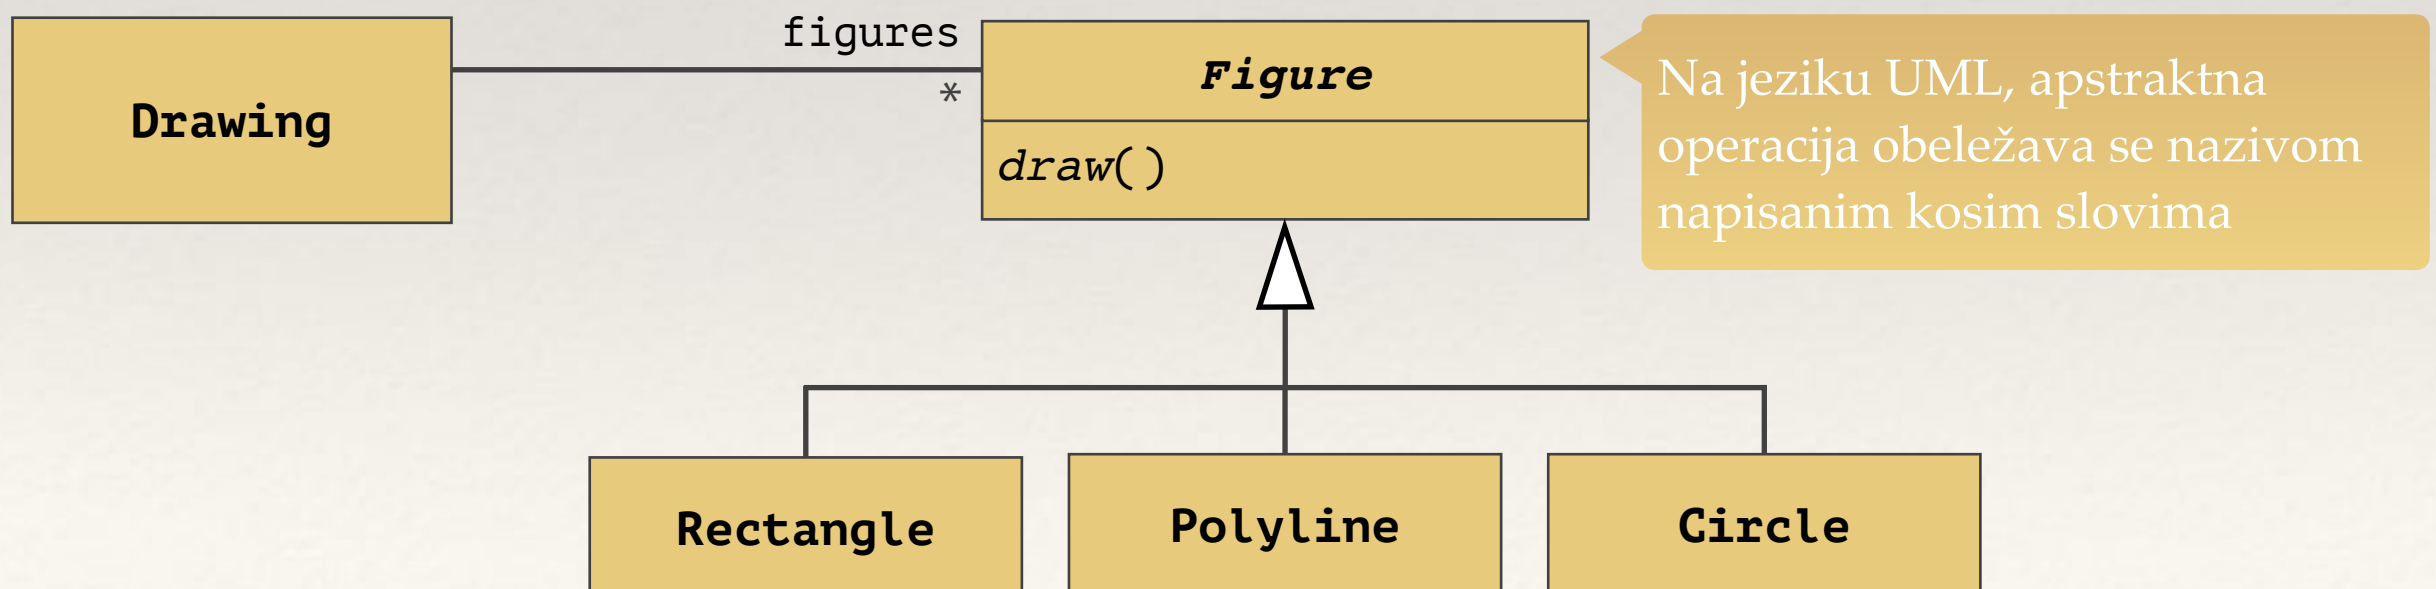 Drawing
figures
*
Figure
draw()
Na jeziku UML, apstraktna
operacija obeležava se nazivom
napisanim kosim slovima
Rectangle
Polyline
Circle